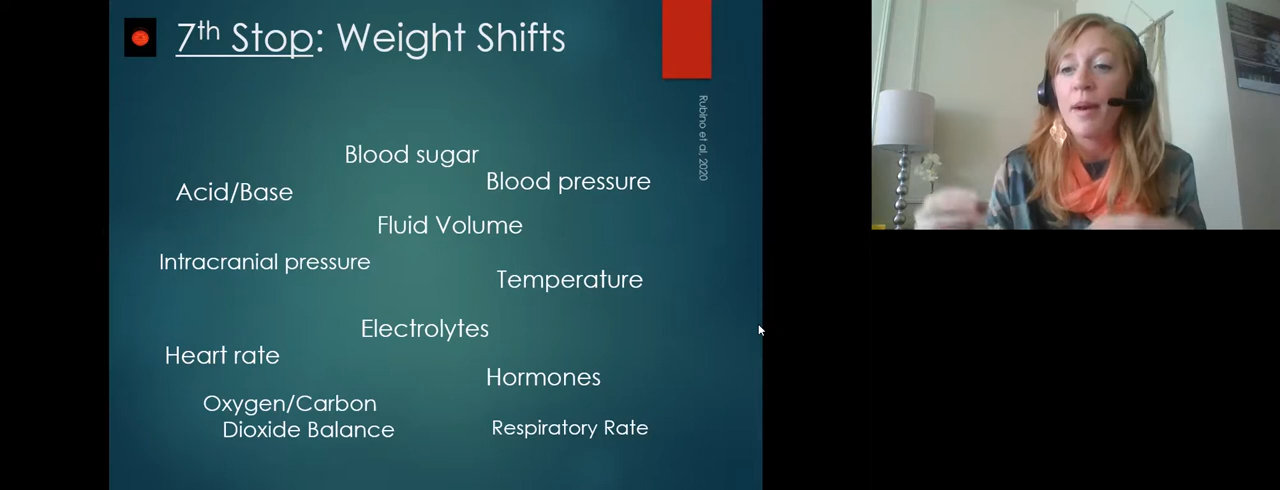 7th Stop: Weight Shifts
Rubino et al, 2020
Blood sugar
Blood pressure
Acid/Base
Fluid Volume
Intracranial pressure
Temperature
Electrolytes
Heart rate
Hormones
Oxygen/Carbon
Dioxide Balance
Respiratory Rate